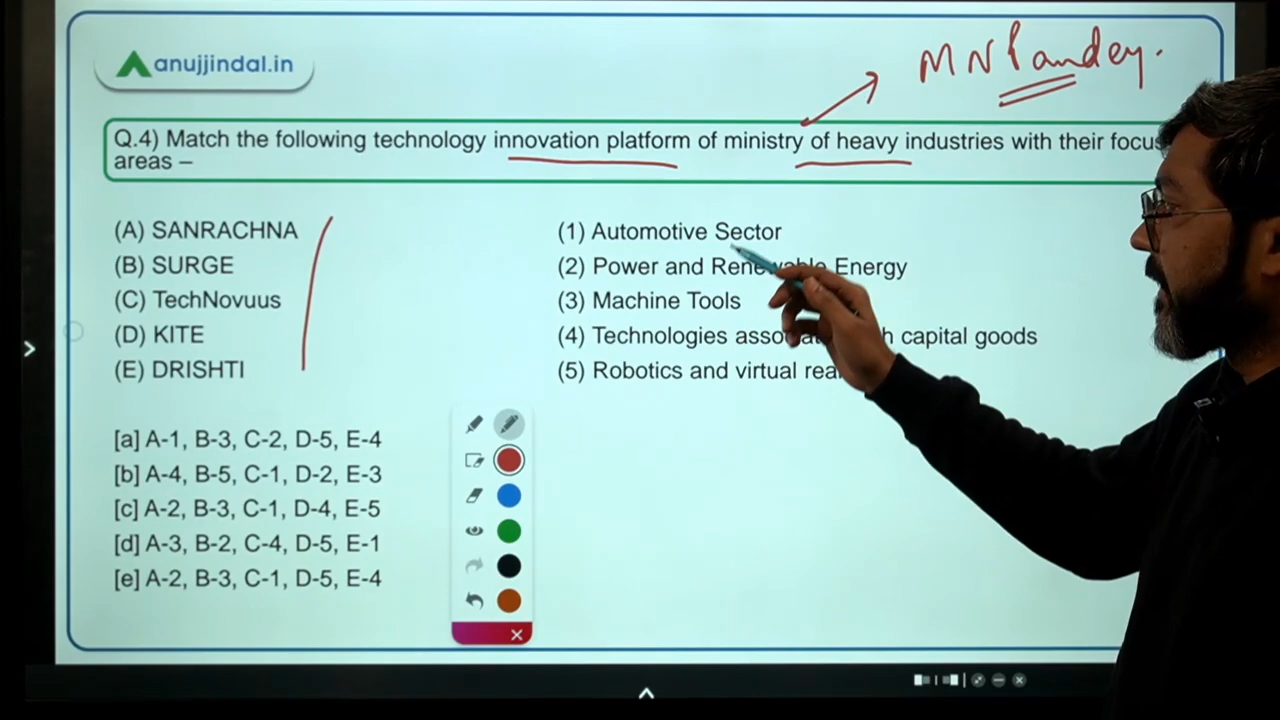 MN Pandey.
anujjindal.in
Q.4) Match the following technology innovation platform of ministry of heavy industries with their focus
areas –
(A) SANRACHNA
(B) SURGE
(C) TechNovuus
(D) KITE
(E) DRISHTI
(1) Automotive Sector
(2) Power and Renewable Energy
(3) Machine Tools
(4) Technologies capital goods
(5) Robotics and virtual
[a] A-1, B-3, C-2, D-5, E-4
[b] A-4, B-5, C-1, D-2, E-3
[c] A-2, B-3, C-1, D-4, E-5
[d] A-3, B-2, C-4, D-5, E-1
[e] A-2, B-3, C-1, D-5, E-4